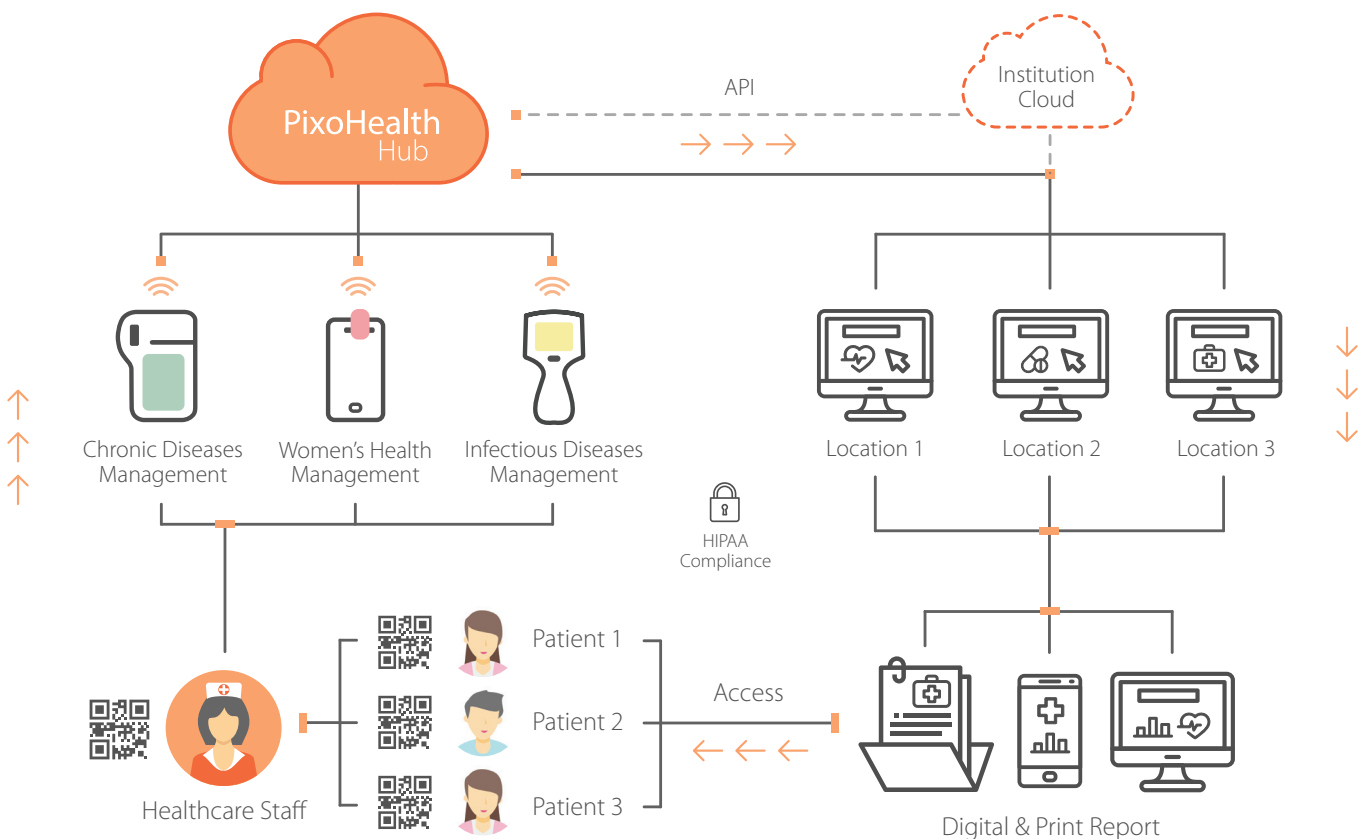 PixoHealth
Hub
API
Institution
Cloud
Chronic Diseases
Management
Women's Health
Management
Infectious Diseases
Management
Location 1
Location 2
Location 3
HIPAA
Compliance
Patient 1
Patient 2
Patient 3
Access
Healthcare Staff
Digital & Print Report